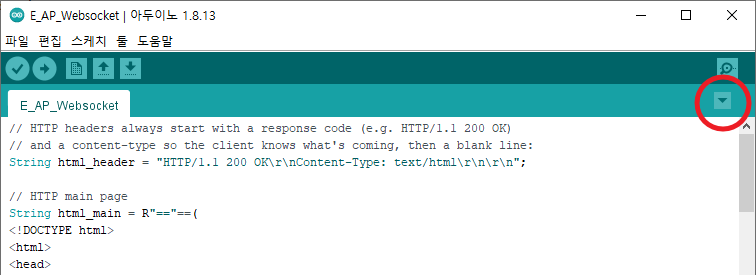 E_AP_Websocket | 아두이노 1.8.13
파일 편집 스케치 툴 도움말
E_AP_Websocket
// HTTP headers always start with a response code (e.g. HTTP/1.1 200 OK)
// and a content-type so the client knows what's coming, then a blank line:
String html_header = "HTTP/1.1 200 OK\r\nContent-Type: text/html\r\n\r\n";
// HTTP main page
String html_main = R"=="==(
<!DOCTYPE html>
<html>
<head>